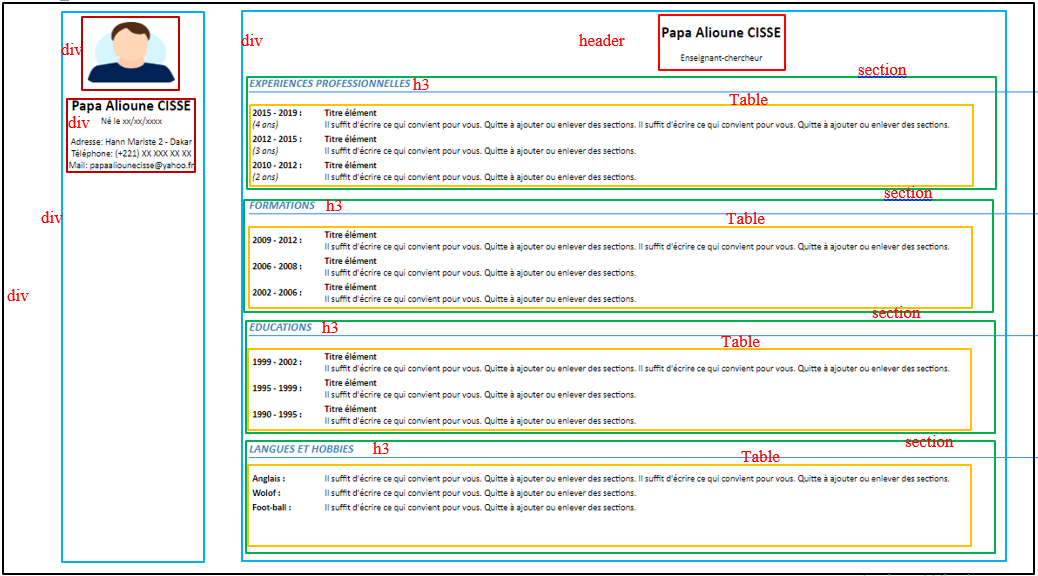 div
Papa Alioune CISSE
div
Né le xx/xx/xxxx
Adresse: Hann Mariste 2 - Dakar
Téléphone: (+221) XX XXX XX XX
Mail: papaaliounecisse@yahoo.fr
div
div
div
header
Papa Alioune CISSE
Enseignant-chercheur
section
EXPERIENCES PROFESSIONNELLES h3
Table
2015 - 2019 : Titre élément
(4 ans) Il suffit d'écrire ce qui convient pour vous. Quitte à ajouter ou enlever des sections. Il suffit d'écrire ce qui convient pour vous. Quitte à ajouter ou enlever des sections.
2012 - 2015 : Titre élément
(3 ans) Il suffit d'écrire ce qui convient pour vous. Quitte à ajouter ou enlever des sections.
2010 - 2012 : Titre élément
(2 ans) Il suffit d'écrire ce qui convient pour vous. Quitte à ajouter ou enlever des sections.
section
FORMATIONS h3
Table
Titre élément
2009 - 2012 : Il suffit d'écrire ce qui convient pour vous. Quitte à ajouter ou enlever des sections. Il suffit d'écrire ce qui convient pour vous. Quitte à ajouter ou enlever des sections.
Titre élément
2006 - 2008 : Il suffit d'écrire ce qui convient pour vous. Quitte à ajouter ou enlever des sections.
Titre élément
2002 - 2006 : Il suffit d'écrire ce qui convient pour vous. Quitte à ajouter ou enlever des sections.
section
EDUCATIONS h3
Table
Titre élément
1999 - 2002 : Il suffit d'écrire ce qui convient pour vous. Quitte à ajouter ou enlever des sections. Il suffit d'écrire ce qui convient pour vous. Quitte à ajouter ou enlever des sections.
Titre élément
1995 - 1999 : Il suffit d'écrire ce qui convient pour vous. Quitte à ajouter ou enlever des sections.
Titre élément
1990 - 1995 : Il suffit d'écrire ce qui convient pour vous. Quitte à ajouter ou enlever des sections.
section
LANGUES ET HOBBIES h3
Table
Anglais : Il suffit d'écrire ce qui convient pour vous. Quitte à ajouter ou enlever des sections. Il suffit d'écrire ce qui convient pour vous. Quitte à ajouter ou enlever des sections.
Wolof : Il suffit d'écrire ce qui convient pour vous. Quitte à ajouter ou enlever des sections.
Foot-ball : Il suffit d'écrire ce qui convient pour vous. Quitte à ajouter ou enlever des sections.